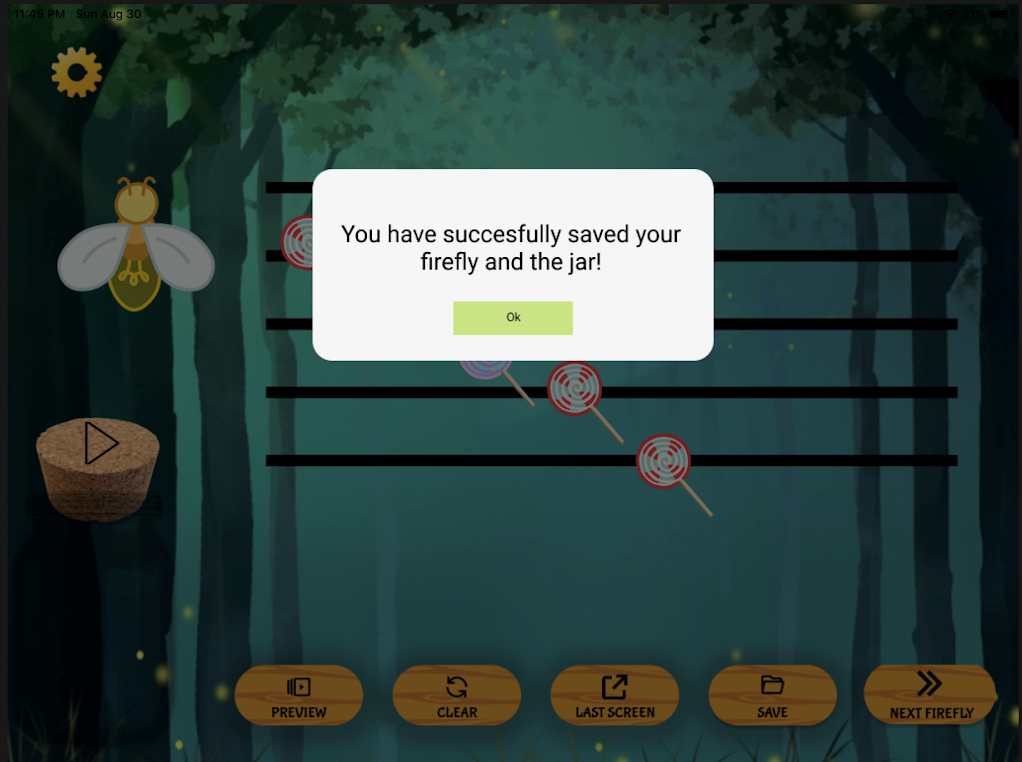 11:49 PM Sun Aug 30
You have succesfully saved your
firefly and the jar!
Ok
PREVIEW
CLEAR
LAST SCREEN
SAVE
NEXT FIREFLY